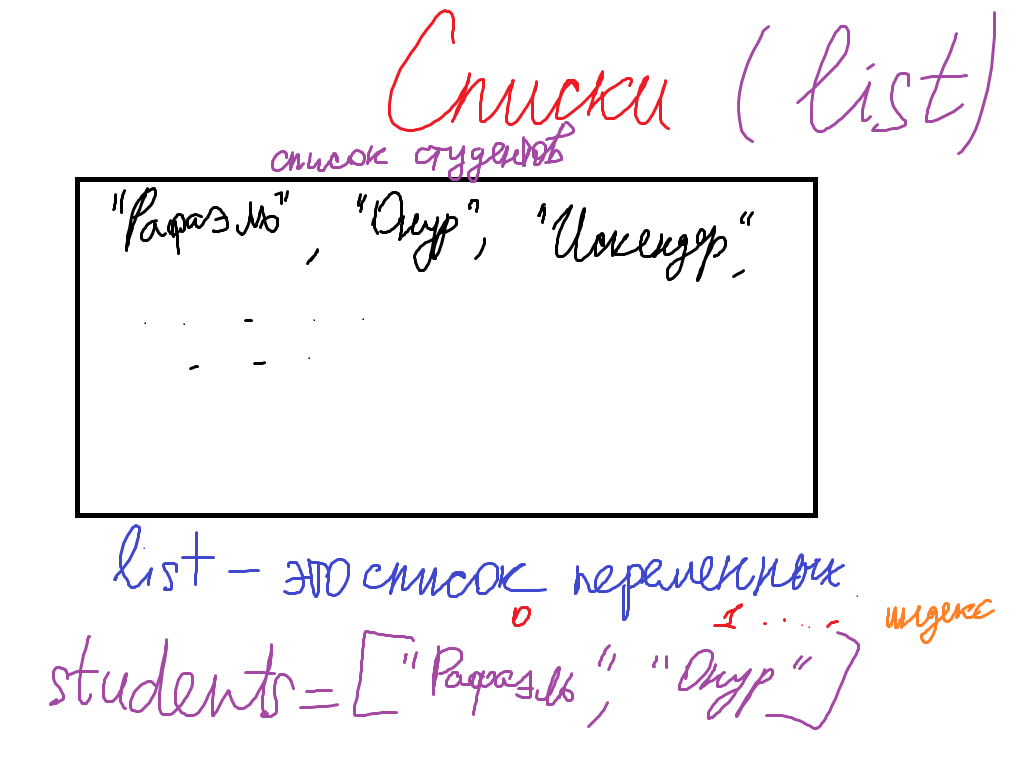 Списки (list)
список студентов
"Рафаэль", "Онур", "Искендер",
list - это список переменных.
0 1 ..... индекс
students = ["Рафаэль", "Онур"]